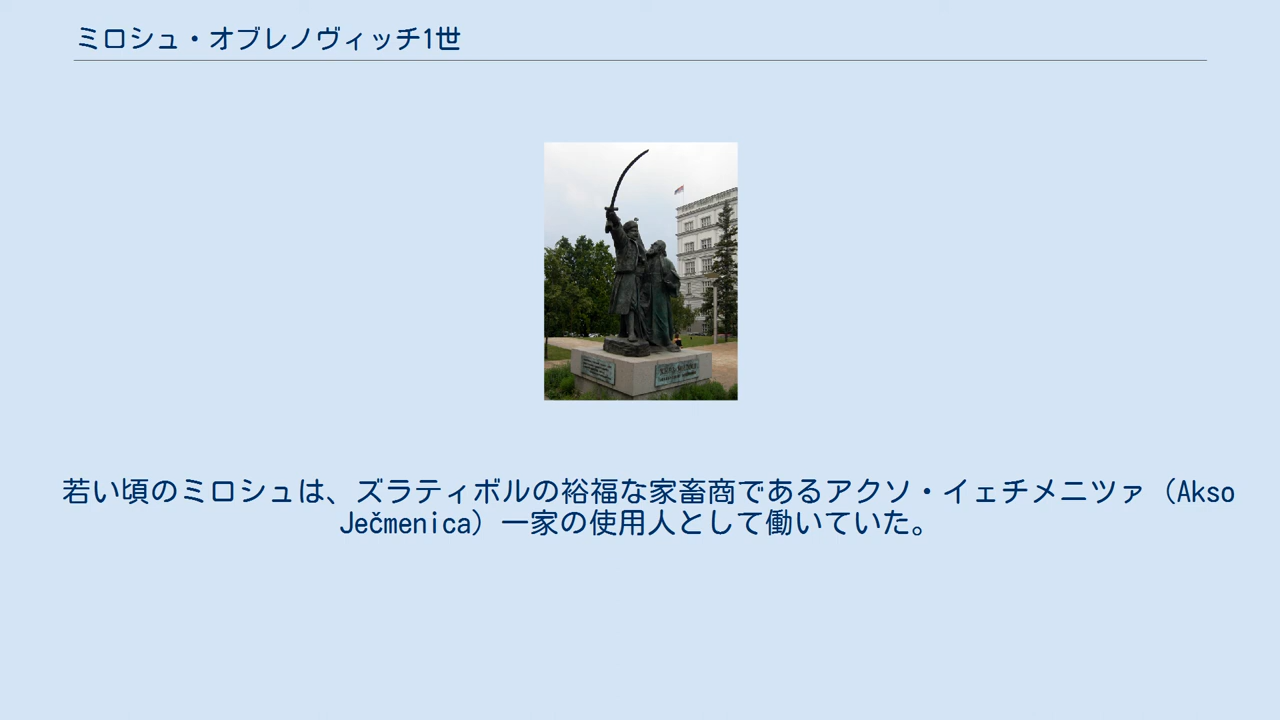 ミロシュ・オブレノヴィッチ1世
若い頃のミロシュは、ズラティボルの裕福な家畜商であるアクソ・イェチメニツァ（Akso
Ječmenica）一家の使用人として働いていた。